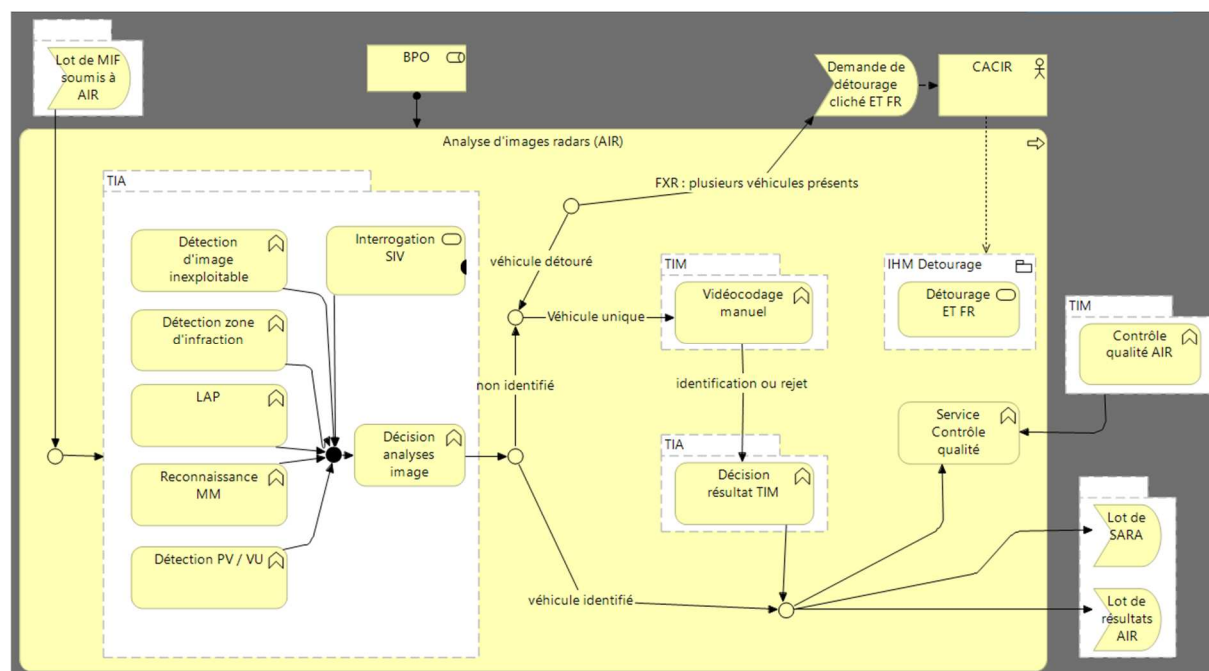 Lot de MIF
soumis à
AIR
BPO
Demande de
détourage
cliché ET FR
CACIR
Analyse d'images radars (AIR)
TIA
FXR : plusieurs véhicules présents
Détection
d'image
inexploitable
Interrogation
SIV
véhicule détouré
TIM
IHM Detourage
Vidéocodage
manuel
Détourage
ET FR
TIM
Détection zone
d'infraction
Véhicule unique
Contrôle
qualité AIR
non identifié
identification ou rejet
LAP
Décision
analyses
image
Service
Contrôle
qualité
TIA
Reconnaissance
MM
Décision
résultat TIM
Lot de
SARA
Détection PV / VU
véhicule identifié
Lot de
résultats
AIR